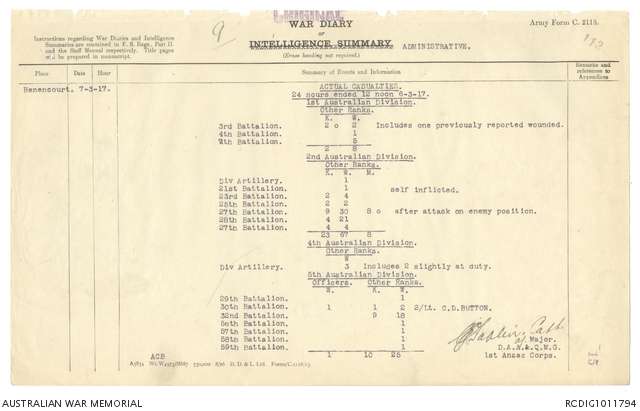 ORIGINAL
9
WAR DIARY
or
INTELLIGENCE SUMMARY. ADMINISTRATIVE.
(Erase heading not required).
Army Form C. 2118.
Instructions regarding War Diaries and Intelligence
Summaries are contained in F. S. Regs., Part II.
and the Staff Manual respectively. Title pages
will be prepared in manuscript.
Place Date Hour Summary of Events and Information Remarks and references to Appendices
Henencourt. 7-3-17.
ACTUAL CASUALTIES.
24 hours ended 12 noon 6-3-17.
1st Australian Division.
Other Ranks.
K. W.
3rd Battalion. 2 o 2 Includes one previously reported wounded.
4th Battalion. 1
7th Battalion. 5
2 8
2nd Australian Division.
Other Ranks.
K. W. M.
Div Artillery. 1
21st Battalion. 1 self inflicted.
23rd Battalion. 2 4
25th Battalion. 2 2
27th Battalion. 9 30 8 o after attask on enemy position.
28th Battalion. 4 21
27th Battalion. 4 4
23 67 8
4th Australian Division.
Other Ranks
W
Div Artillery. 3 Includes 2 slightly at duty.
5th Australian Division.
Officers. Other Ranks.
K. W.
29th Battalion. 1
30th Battalion. 1 1 2 2/Lt. C.D.BUTTON.
32nd Battalion. 9 18
57th Battalion. 1
58th Battalion. 1
59th Battalion. 1
1 10 25
Major.
D.A.A.& Q.M.G.
1st Anzac Corps.
ACB
AUSTRALIAN WAR MEMORIAL
RCDIG1011794